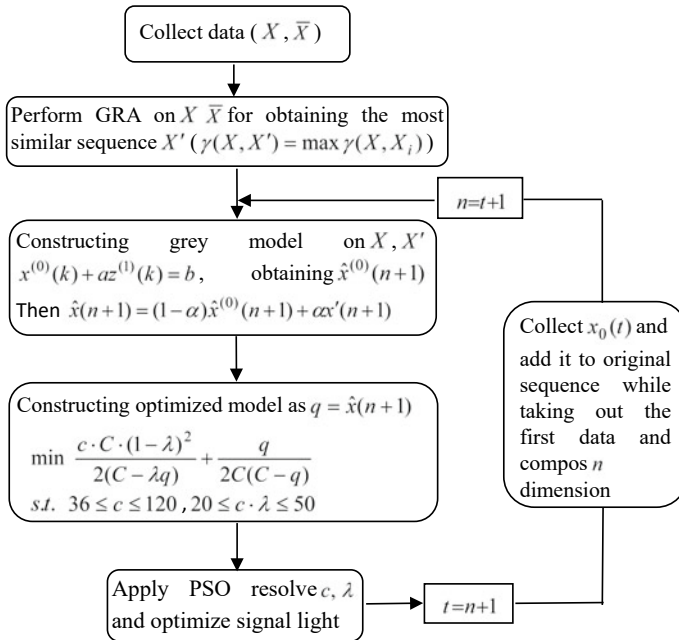 Collect data ( X , X̅ )
Perform GRA on X X̅ for obtaining the most
similar sequence X' ( γ(X, X') = max γ(X, Xᵢ) )
n=t+1
Constructing grey model on X , X'
x⁽⁰⁾(k) + az⁽¹⁾(k) = b , obtaining x̂⁽⁰⁾(n+1)
Then x̂(n+1) = (1−α)x̂⁽⁰⁾(n+1) + αx'(n+1)
Collect x₀(t) and
add it to original
sequence while
taking out the
first data and
compos n
dimension
Constructing optimized model as q = x̂(n+1)
min c·C·(1−λ)² / 2(C−λq) + q / 2C(C−q)
s.t. 36 ≤ c ≤ 120 , 20 ≤ c·λ ≤ 50
Apply PSO resolve c, λ
and optimize signal light
t=n+1